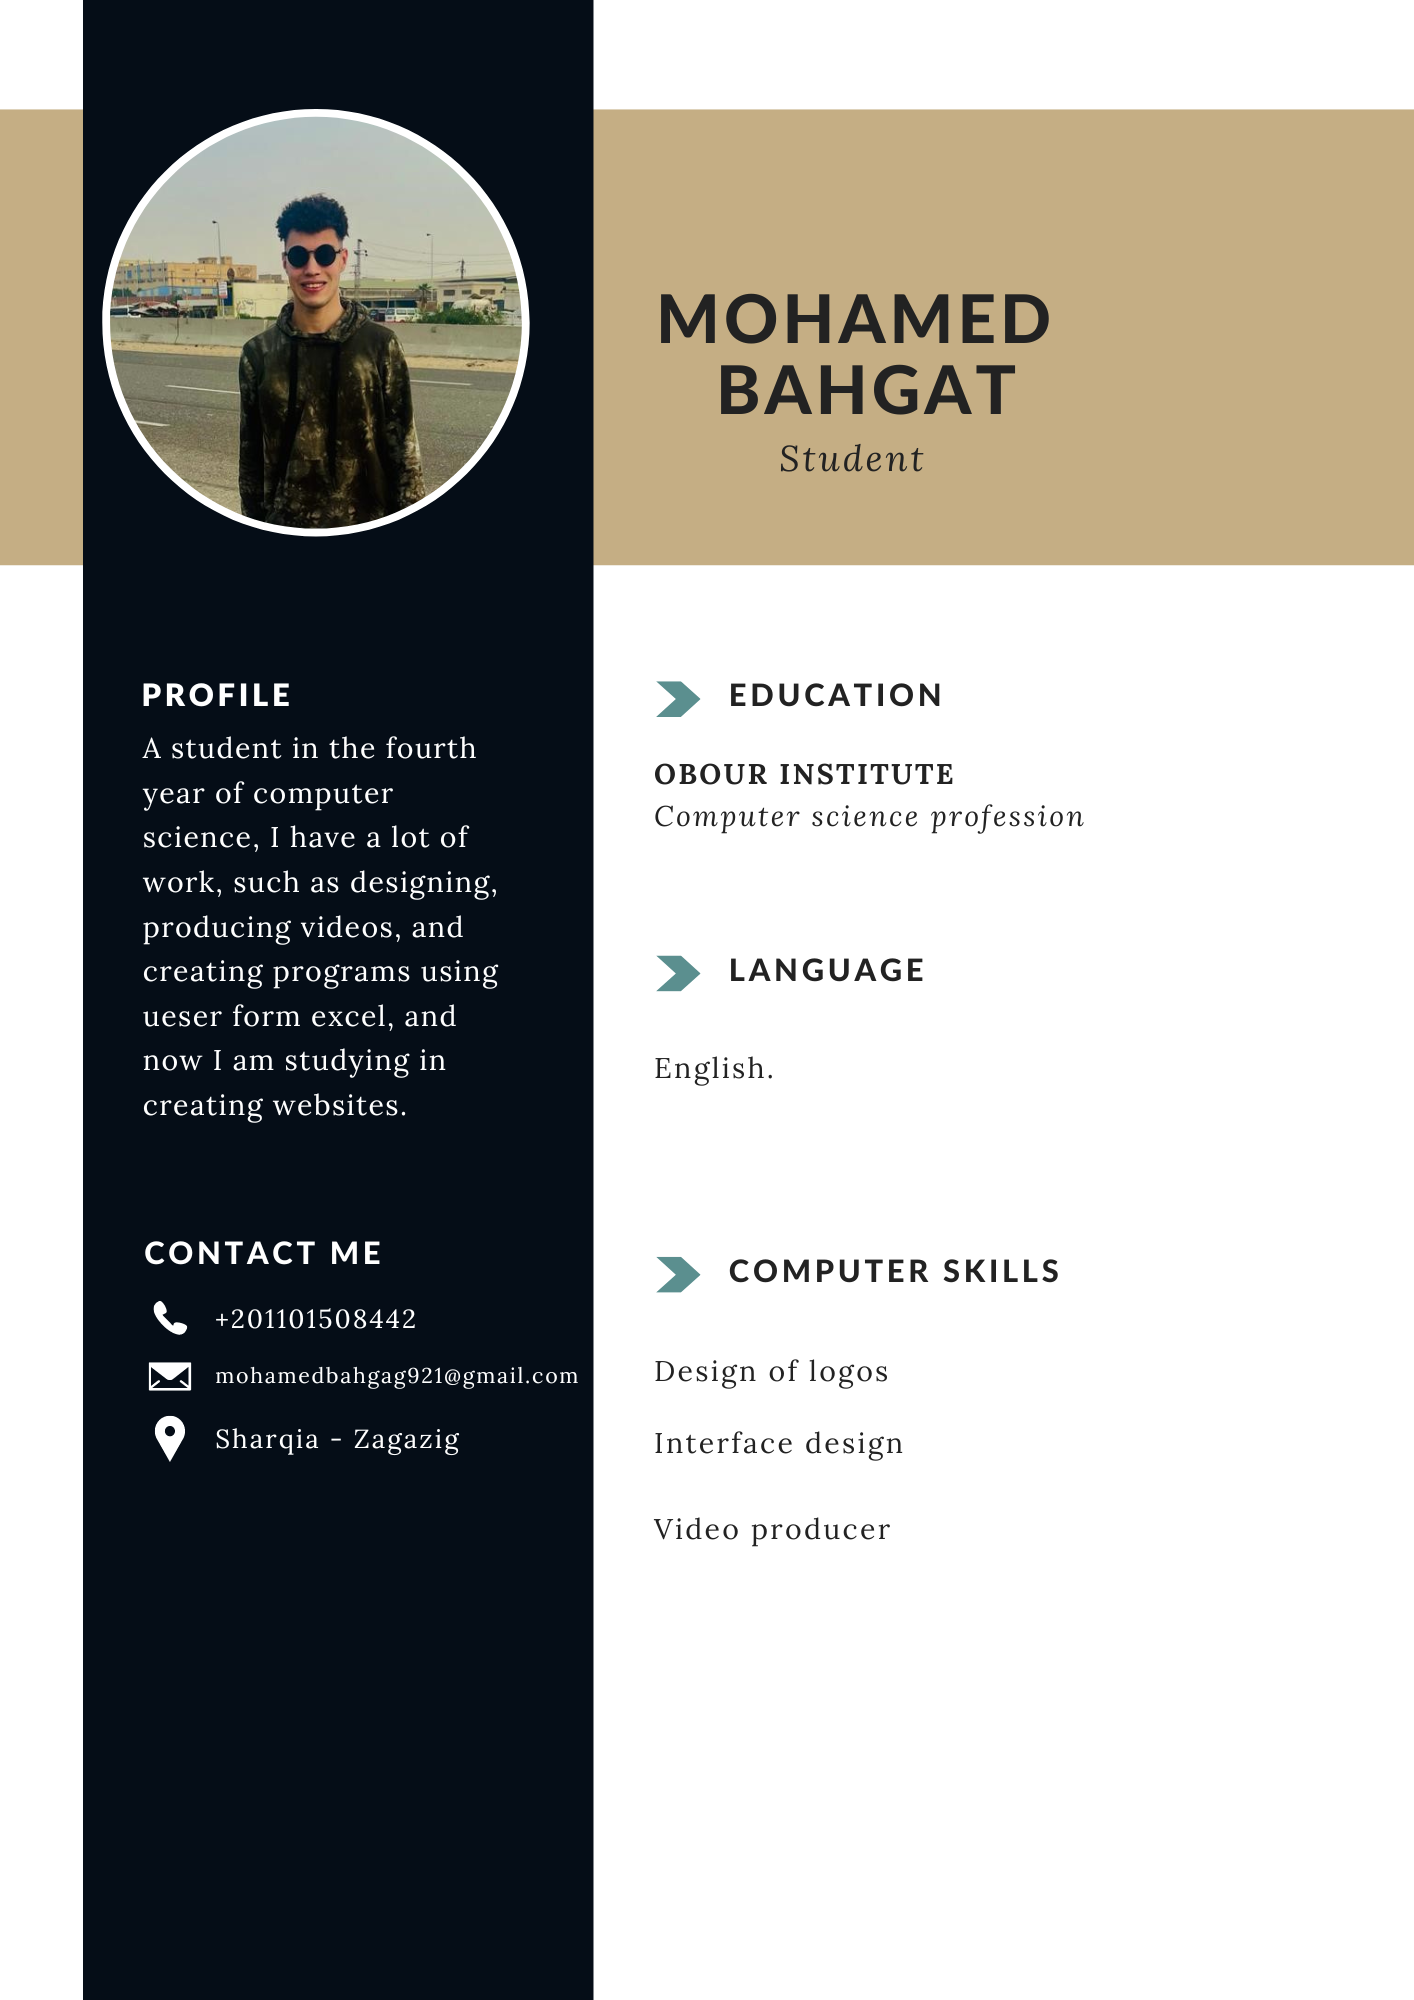 MOHAMED
BAHGAT
Student
PROFILE
A student in the fourth
year of computer
science, I have a lot of
work, such as designing,
producing videos, and
creating programs using
ueser form excel, and
now I am studying in
creating websites.
CONTACT ME
+201101508442
mohamedbahgag921@gmail.com
Sharqia - Zagazig
EDUCATION
OBOUR INSTITUTE
Computer science profession
LANGUAGE
English.
COMPUTER SKILLS
Design of logos
Interface design
Video producer